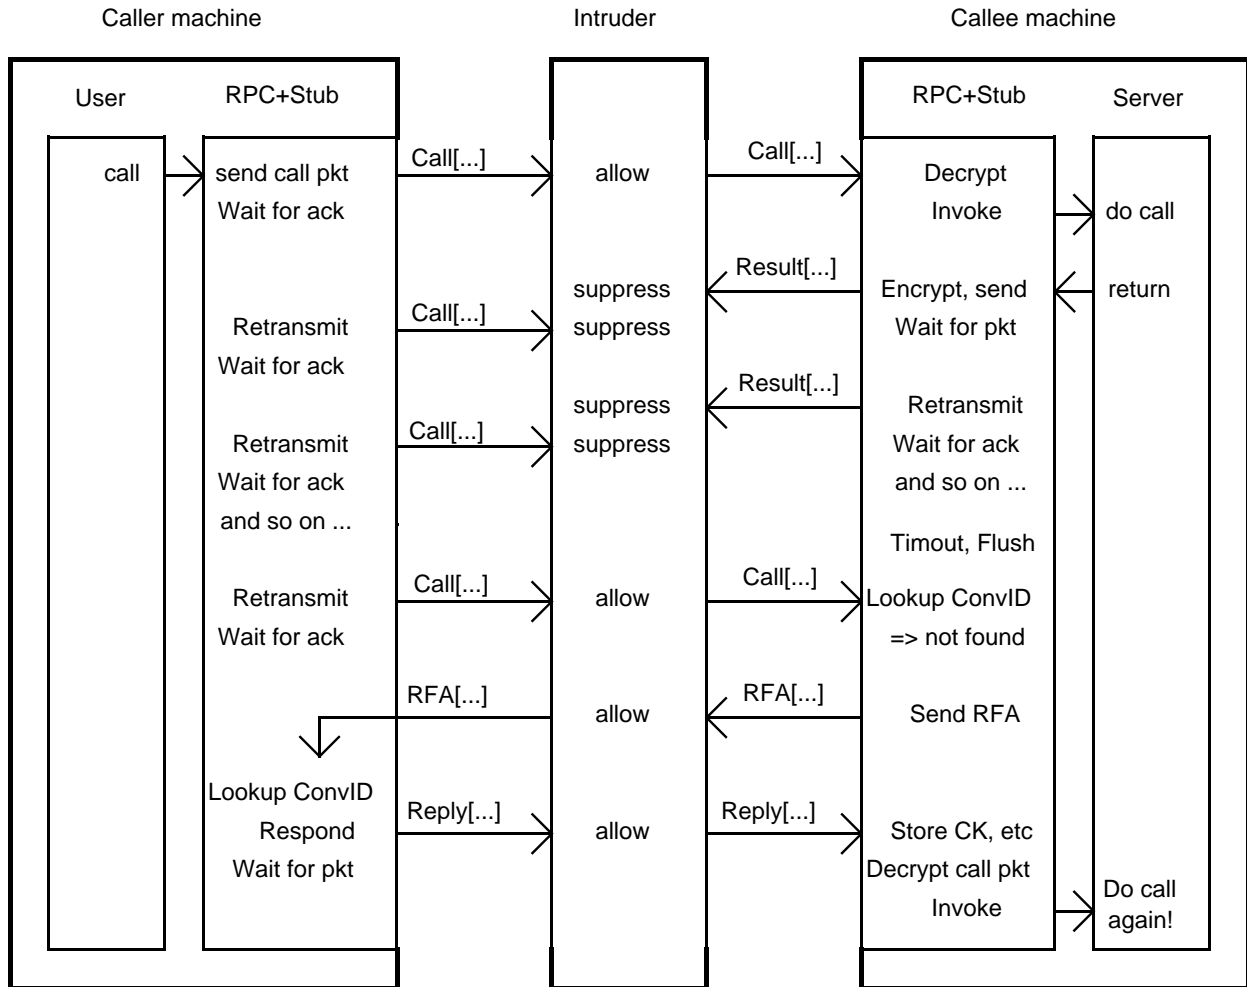 Caller machine
Intruder
Callee machine
User
RPC+Stub
RPC+Stub
Server
call
send call pkt
Call[...]
allow
Call[...]
Decrypt
Wait for ack
Invoke
do call
suppress
Result[...]
Encrypt, send
return
Retransmit
Call[...]
suppress
Wait for pkt
Wait for ack
suppress
Result[...]
Retransmit
Retransmit
Call[...]
suppress
Wait for ack
Wait for ack
and so on ...
and so on ...
Timout, Flush
Retransmit
Call[...]
allow
Call[...]
Lookup ConvID
Wait for ack
=> not found
RFA[...]
allow
RFA[...]
Send RFA
Lookup ConvID
Respond
Reply[...]
allow
Reply[...]
Store CK, etc
Wait for pkt
Decrypt call pkt
Invoke
Do call
again!